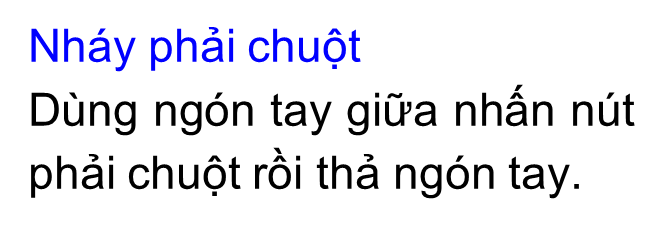 Nháy phải chuột
Dùng ngón tay giữa nhấn nút
phải chuột rồi thả ngón tay.